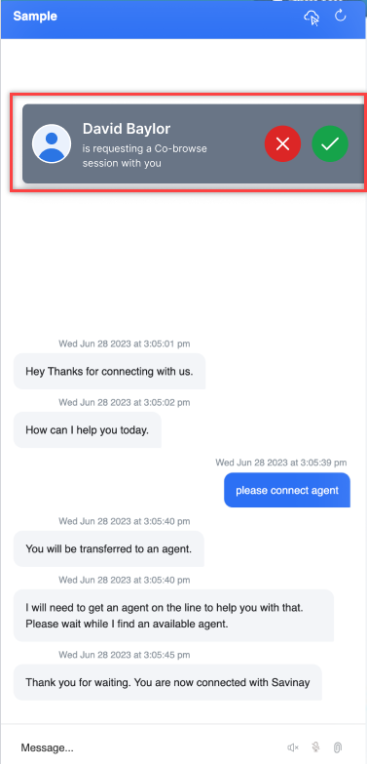 Sample
David Baylor
is requesting a Co-browse
session with you
Wed Jun 28 2023 at 3:05:01 pm
Hey Thanks for connecting with us.
Wed Jun 28 2023 at 3:05:02 pm
How can I help you today.
Wed Jun 28 2023 at 3:05:39 pm
please connect agent
Wed Jun 28 2023 at 3:05:40 pm
You will be transferred to an agent.
Wed Jun 28 2023 at 3:05:40 pm
I will need to get an agent on the line to help you with that.
Please wait while I find an available agent.
Wed Jun 28 2023 at 3:05:45 pm
Thank you for waiting. You are now connected with Savinay
Message...